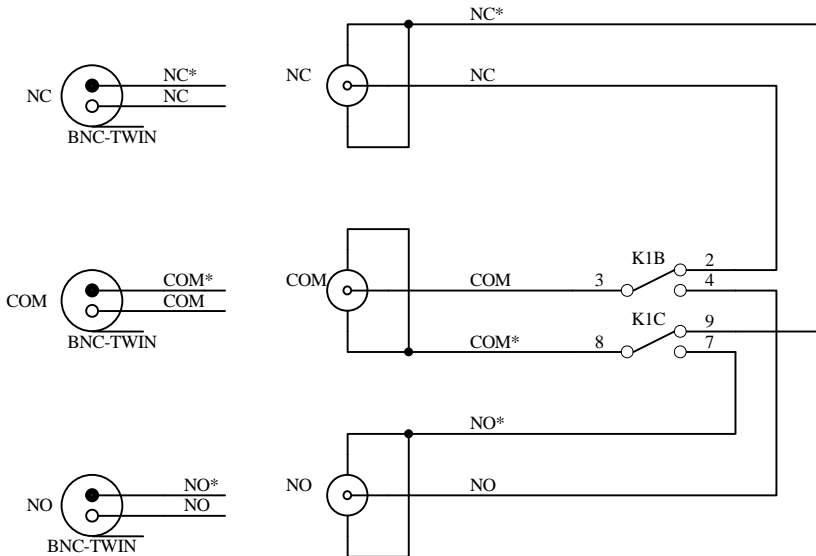 NC*
NC* NC NC
NC NC
BNC-TWIN
K1B 2
COM* COM COM 3 4
COM COM
K1C 9
BNC-TWIN
COM* 8 7
NO*
NO* NO NO
NO NO
BNC-TWIN